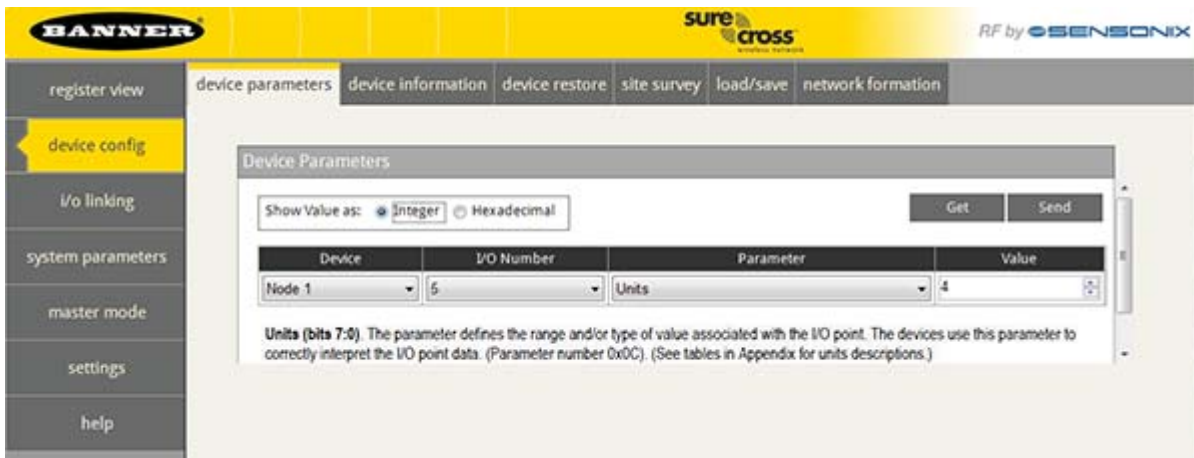 BANNER
sure cross
wireless network
RF by SENSONIX
register view
device config
i/o linking
system parameters
master mode
settings
help
device parameters device information device restore site survey load/save network formation
Device Parameters
Show Value as: Integer Hexadecimal
Get Send
Device I/O Number Parameter Value
Node 1 5 Units 4
Units (bits 7:0). The parameter defines the range and/or type of value associated with the I/O point. The devices use this parameter to
correctly interpret the I/O point data. (Parameter number 0x0C). (See tables in Appendix for units descriptions.)